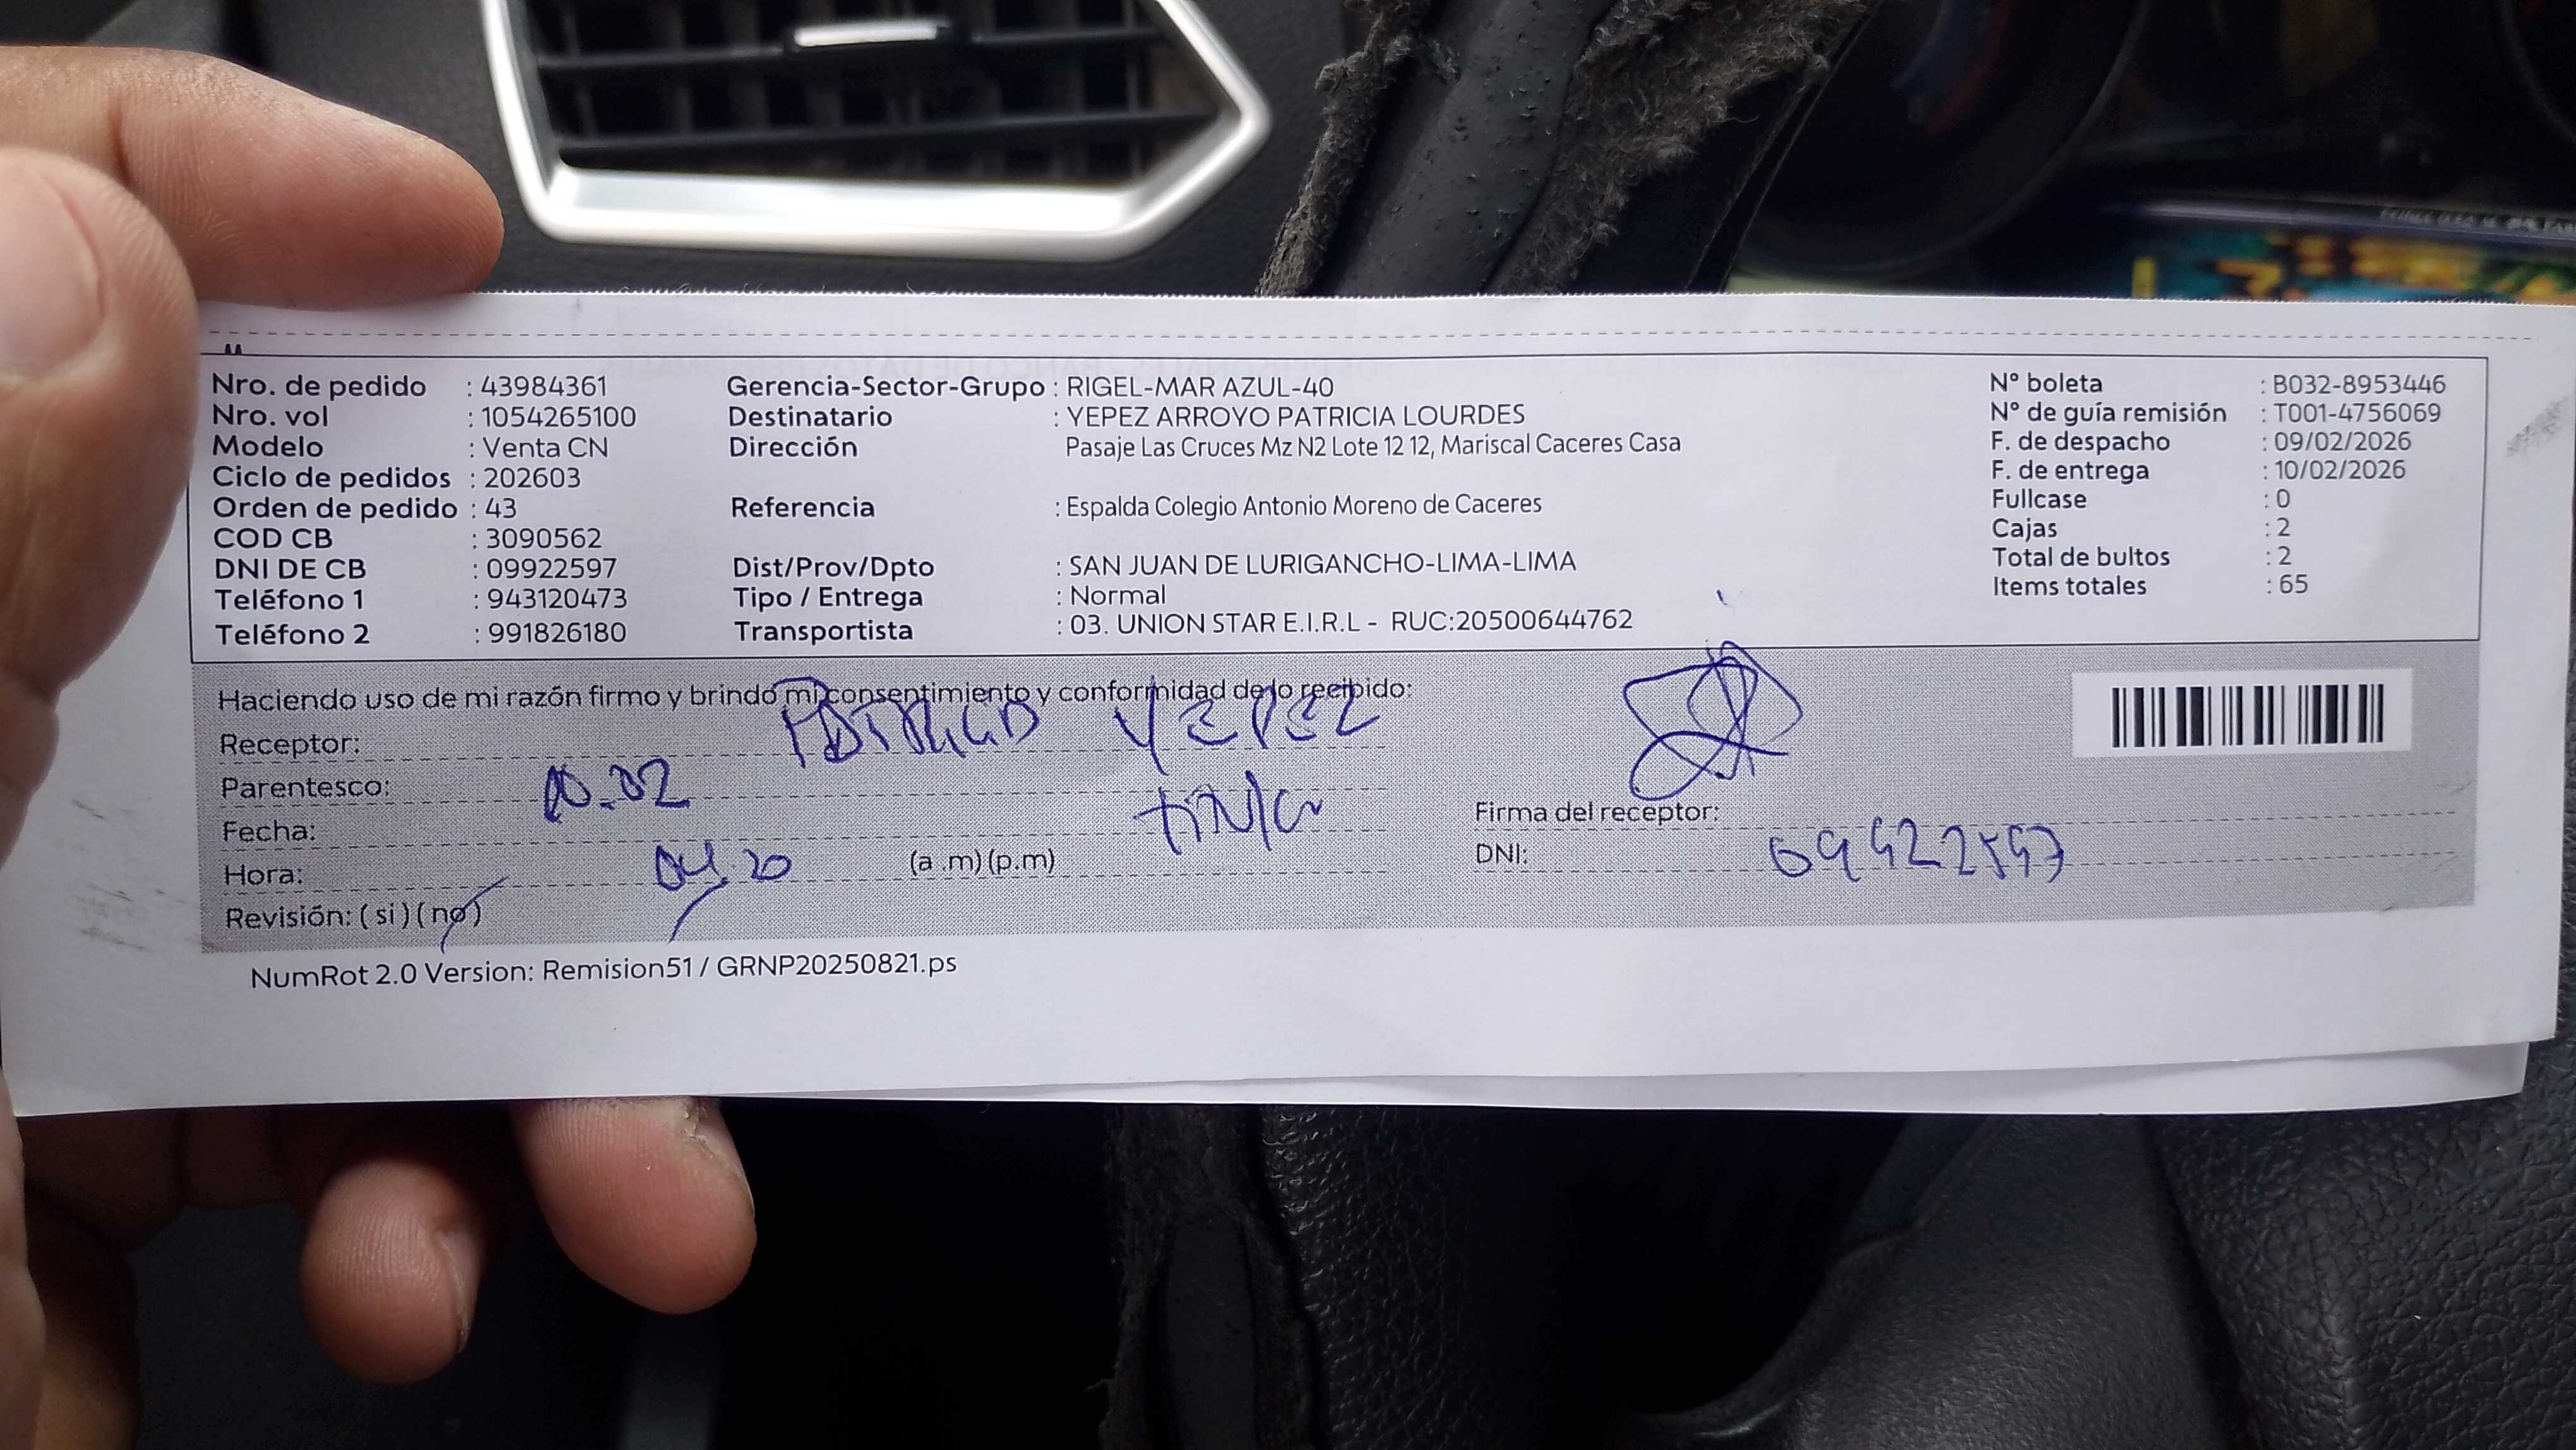 Nro. de pedido : 43984361
Nro. vol : 1054265100
Modelo : Venta CN
Ciclo de pedidos : 202603
Orden de pedido : 43
COD CB : 3090562
DNI DE CB : 09922597
Teléfono 1 : 943120473
Teléfono 2 : 991826180
Gerencia-Sector-Grupo : RIGEL-MAR AZUL-40
Destinatario : YEPEZ ARROYO PATRICIA LOURDES
Dirección Pasaje Las Cruces Mz N2 Lote 12 12, Mariscal Caceres Casa
Referencia : Espalda Colegio Antonio Moreno de Caceres
Dist/Prov/Dpto : SAN JUAN DE LURIGANCHO-LIMA-LIMA
Tipo / Entrega : Normal
Transportista : 03. UNION STAR E.I.R.L - RUC:20500644762
N° boleta : B032-8953446
N° de guía remisión : T001-4756069
F. de despacho : 09/02/2026
F. de entrega : 10/02/2026
Fullcase : 0
Cajas : 2
Total de bultos : 2
Items totales : 65
Haciendo uso de mi razón firmo y brindo mi consentimiento y conformidad de lo recibido:
Receptor: YEPEZ
Parentesco:
Fecha: 10.02
Hora: 04.20 (a .m) (p.m)
Revisión: ( si ) ( no )
Firma del receptor:
DNI:
NumRot 2.0 Version: Remision51 / GRNP20250821.ps